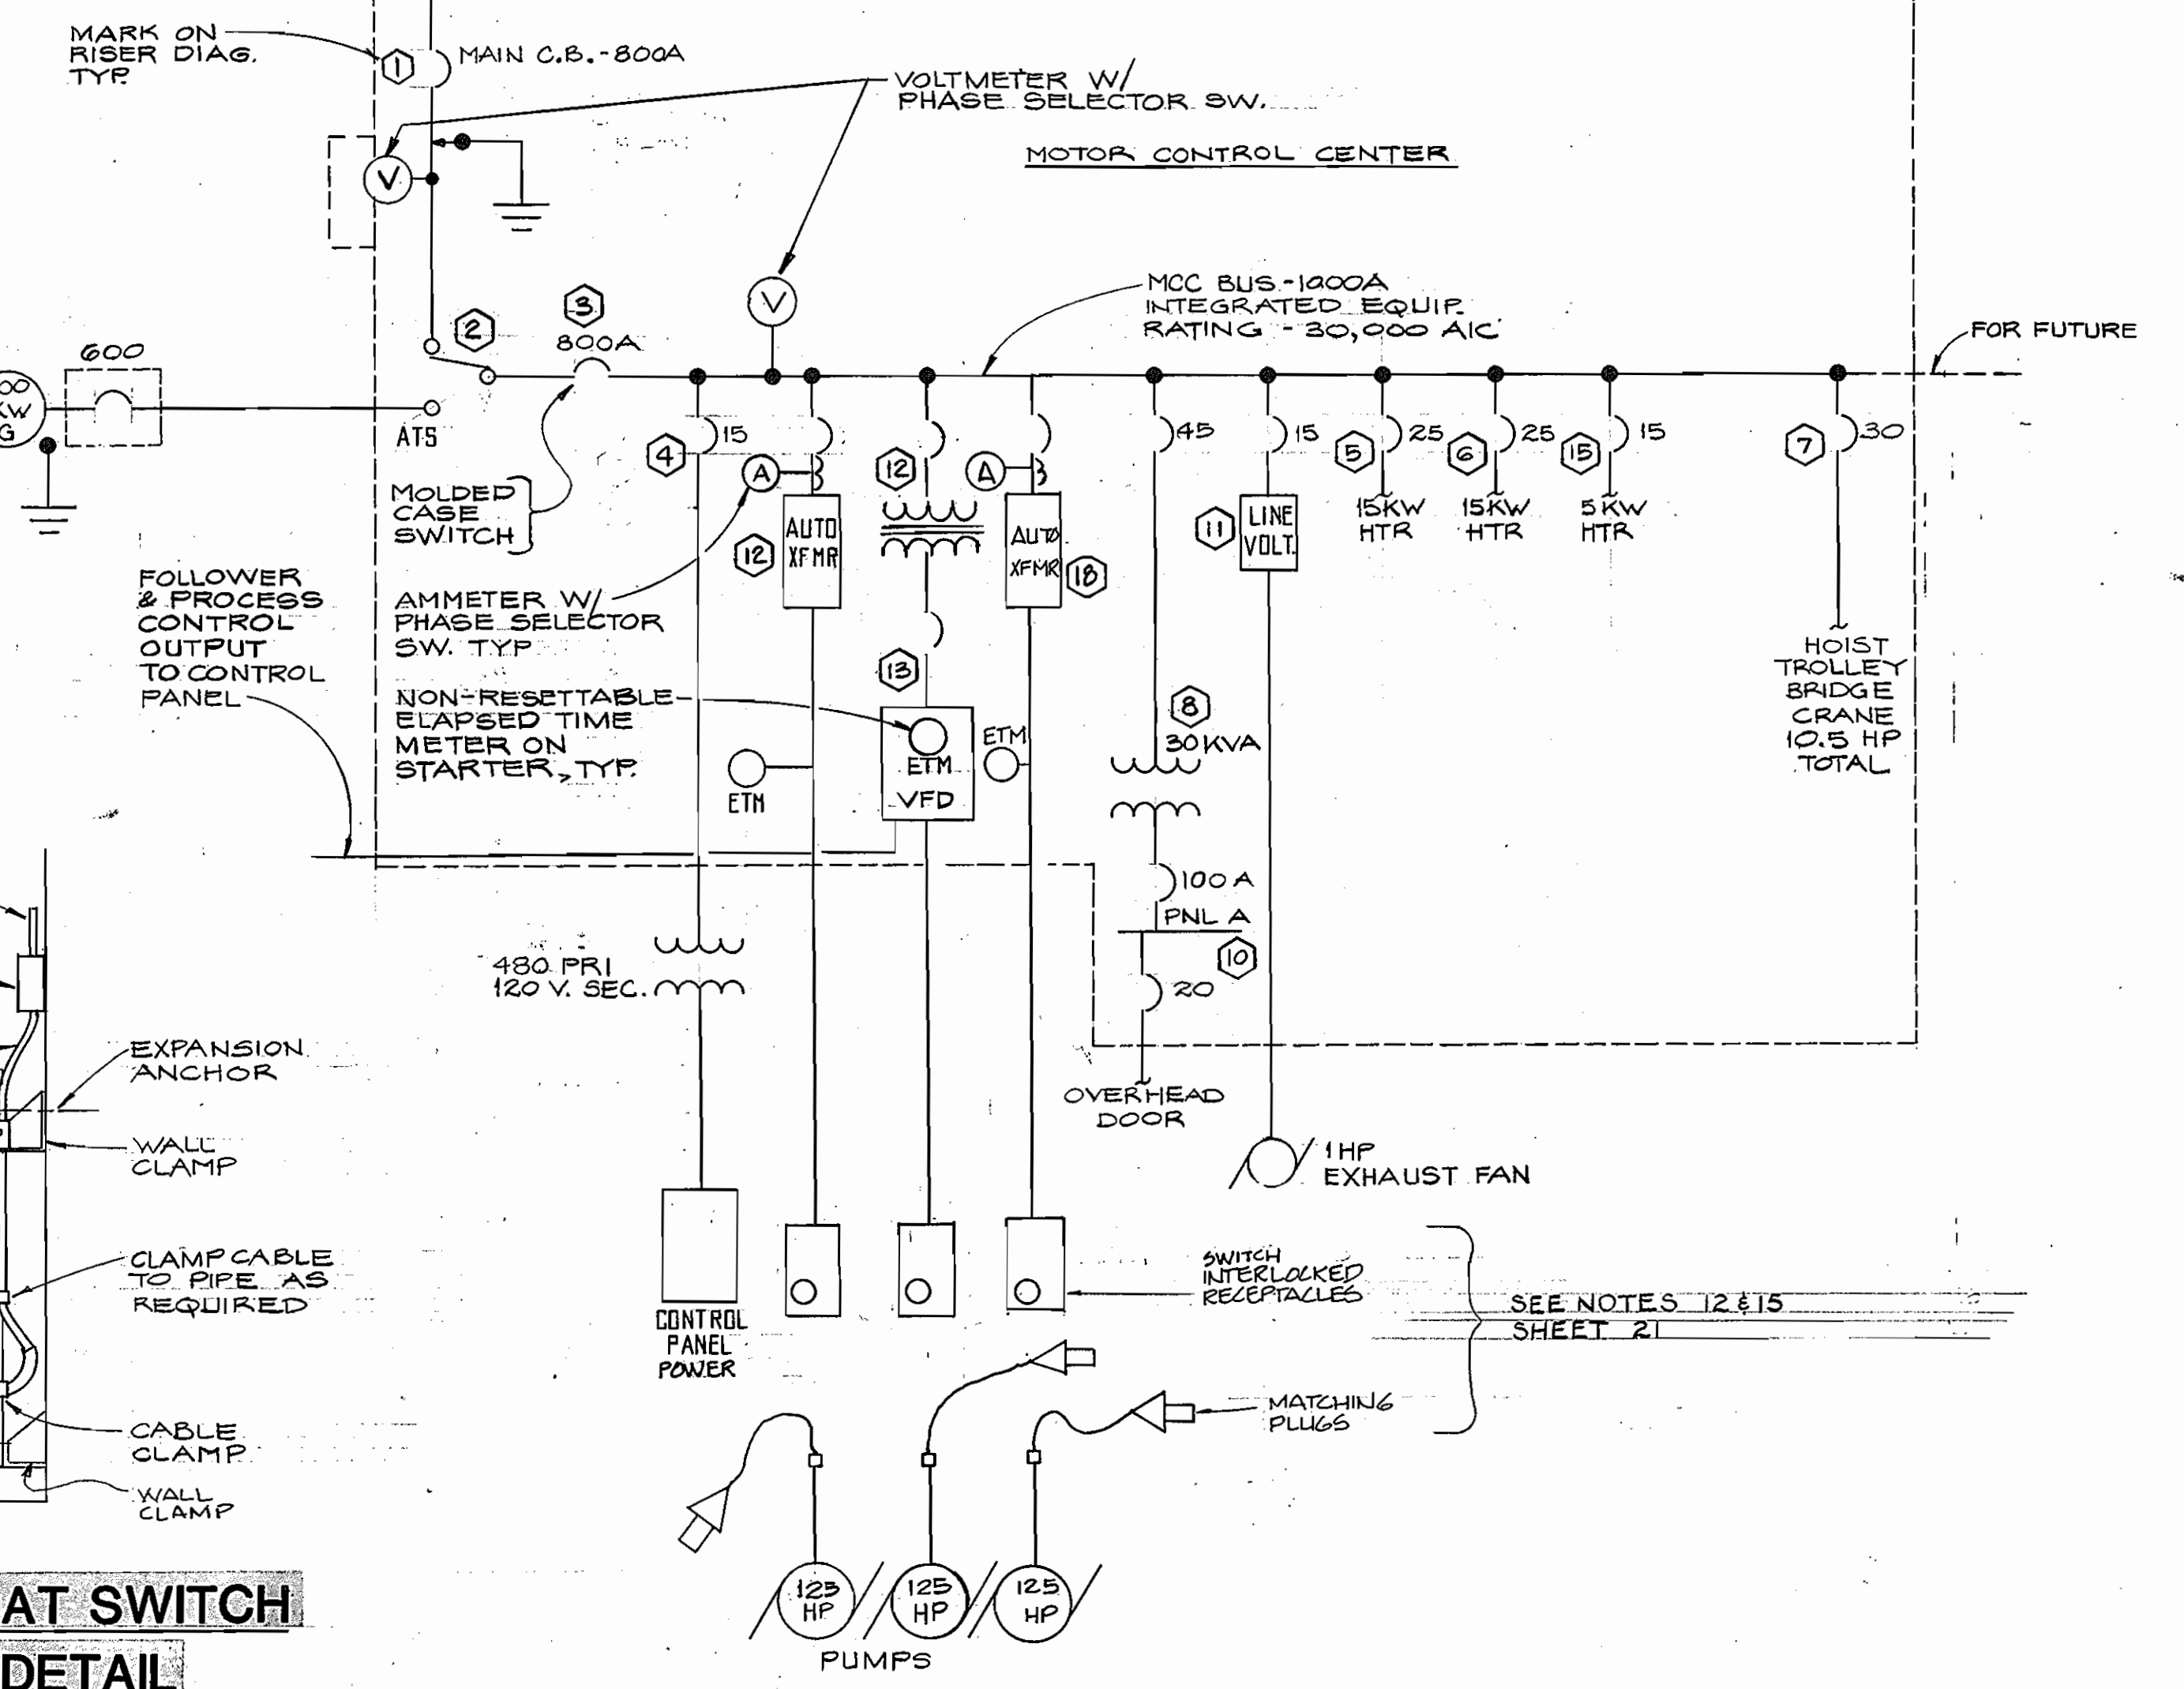 MARK ON
RISER DIAG.
TYP.
1
MAIN C.B.-800A
VOLTMETER W/
PHASE SELECTOR SW.
MOTOR CONTROL CENTER
V
V
2
3
800A
MCC BUS-1000A
INTEGRATED EQUIP.
RATING - 30,000 AIC
FOR FUTURE
600
KW
G
ATS
4
15
45
15
5
25
6
25
15
15
7
30
A
12
A
MOLDED
CASE
SWITCH
AUTO
XFMR
12
AUTO
XFMR
18
11
LINE
VOLT.
15KW
HTR
15KW
HTR
5KW
HTR
FOLLOWER
& PROCESS
CONTROL
OUTPUT
TO CONTROL
PANEL
AMMETER W/
PHASE SELECTOR
SW. TYP
13
NON-RESETTABLE
ELAPSED TIME
METER ON
STARTER, TYP.
ETM
ETM
VFD
ETM
8
30KVA
HOIST
TROLLEY
BRIDGE
CRANE
10.5 HP
TOTAL
100A
PNL A
10
20
480 PRI
120 V. SEC.
OVERHEAD
DOOR
1HP
EXHAUST FAN
EXPANSION
ANCHOR
WALL
CLAMP
CLAMP CABLE
TO PIPE AS
REQUIRED
CABLE
CLAMP
WALL
CLAMP
CONTROL
PANEL
POWER
SWITCH
INTERLOCKED
RECEPTACLES
SEE NOTES 12 & 15
SHEET 21
MATCHING
PLUGS
125
HP
125
HP
125
HP
PUMPS
AT SWITCH
DETAIL